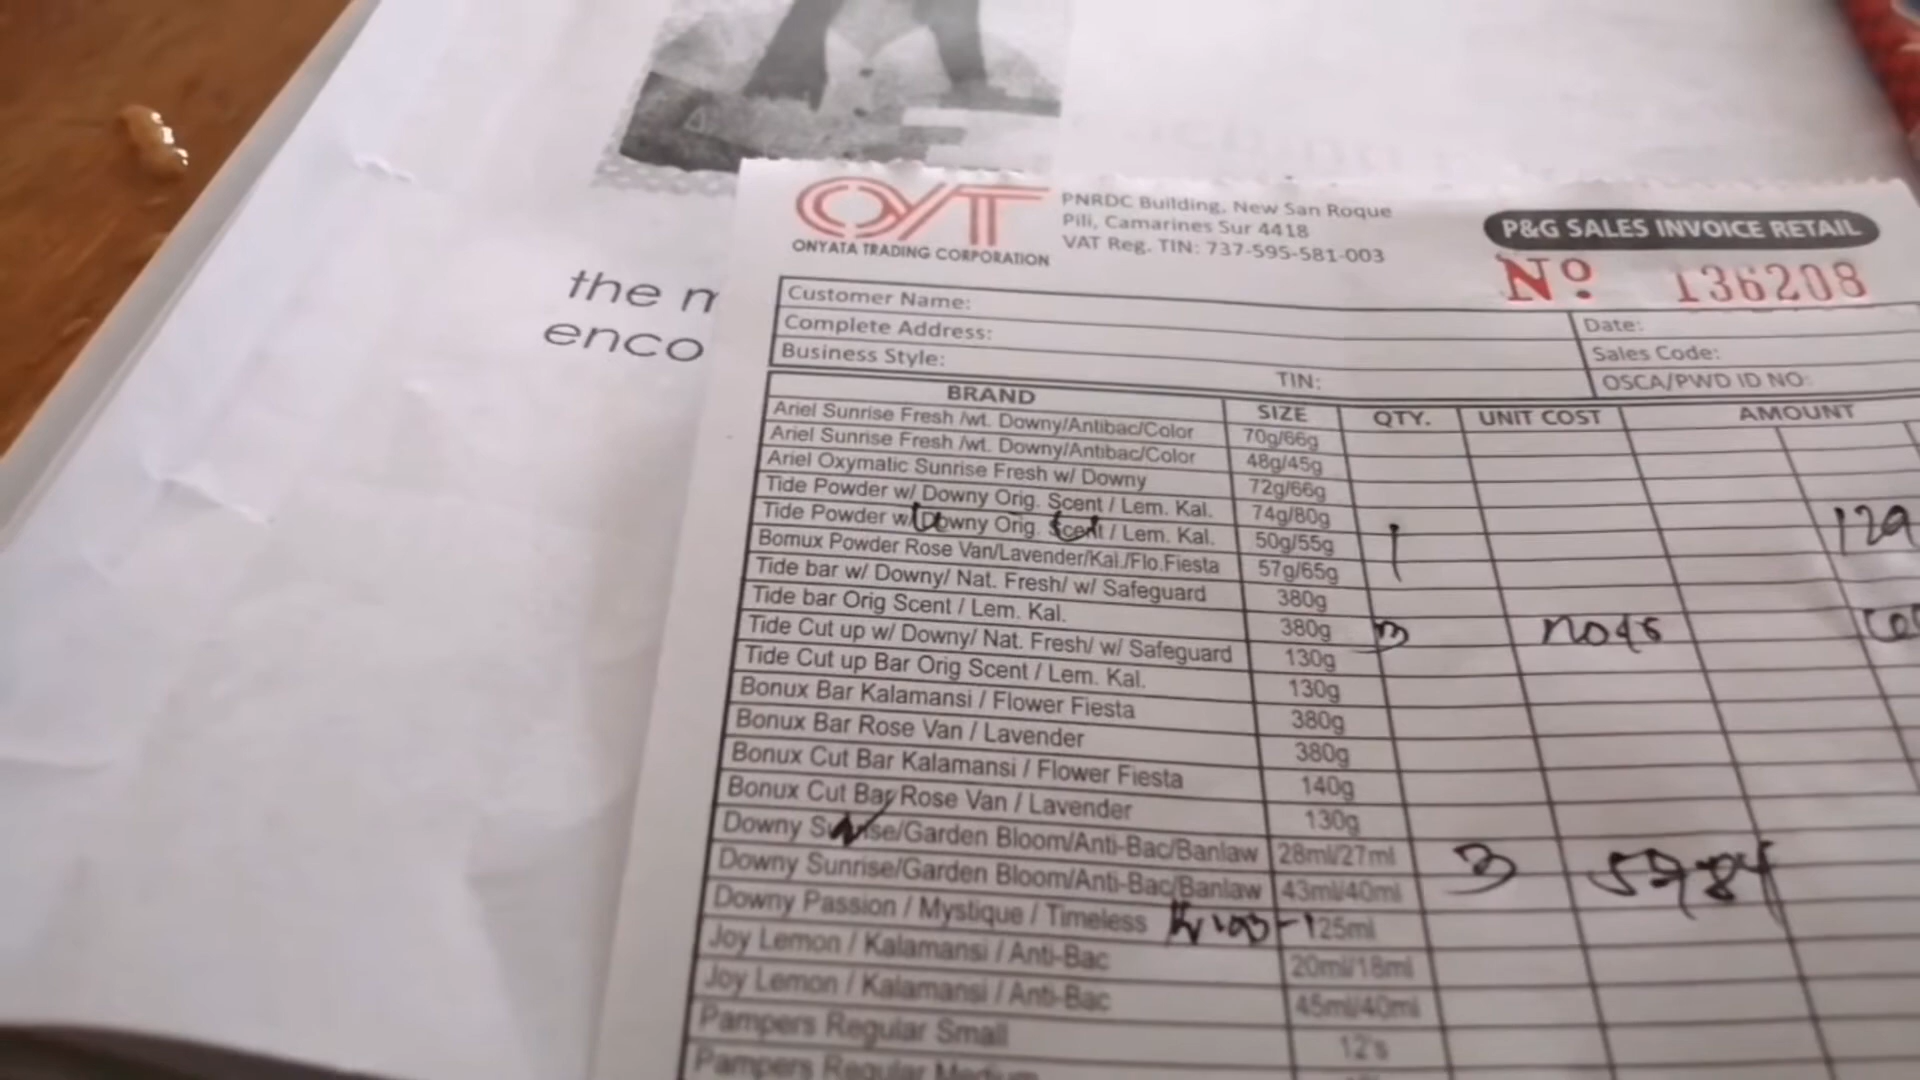 OYT
ONYATA TRADING CORPORATION
PNRDC Building, New San Roque
Pili, Camarines Sur 4418
VAT Reg. TIN: 737-595-581-003
P&G SALES INVOICE RETAIL
Nº 136208
the m
enco
Customer Name:
Date:
Complete Address:
Sales Code:
Business Style: TIN:
OSCA/PWD ID NO:
BRAND SIZE QTY. UNIT COST AMOUNT
Ariel Sunrise Fresh /wt. Downy/Antibac/Color 70g/66g
Ariel Sunrise Fresh /wt. Downy/Antibac/Color 48g/45g
Ariel Oxymatic Sunrise Fresh w/ Downy 72g/66g
Tide Powder w/ Downy Orig. Scent / Lem. Kal. 74g/80g
Tide Powder w/ Downy Orig. Scent / Lem. Kal. 50g/55g 1
Bomux Powder Rose Van/Lavender/Kal./Flo.Fiesta 57g/65g
Tide bar w/ Downy/ Nat. Fresh/ w/ Safeguard 380g
Tide bar Orig Scent / Lem. Kal. 380g 3
Tide Cut up w/ Downy/ Nat. Fresh/ w/ Safeguard 130g
Tide Cut up Bar Orig Scent / Lem. Kal. 130g
Bonux Bar Kalamansi / Flower Fiesta 380g
Bonux Bar Rose Van / Lavender 380g
Bonux Cut Bar Kalamansi / Flower Fiesta 140g
Bonux Cut Bar Rose Van / Lavender 130g
Downy Sunrise/Garden Bloom/Anti-Bac/Banlaw 28ml/27ml 3
Downy Sunrise/Garden Bloom/Anti-Bac/Banlaw 43ml/40ml
Downy Passion / Mystique / Timeless 125ml
Joy Lemon / Kalamansi / Anti-Bac 20ml/18ml
Joy Lemon / Kalamansi / Anti-Bac 45ml/40ml
Pampers Regular Small 12's
Pampers Regular Medium